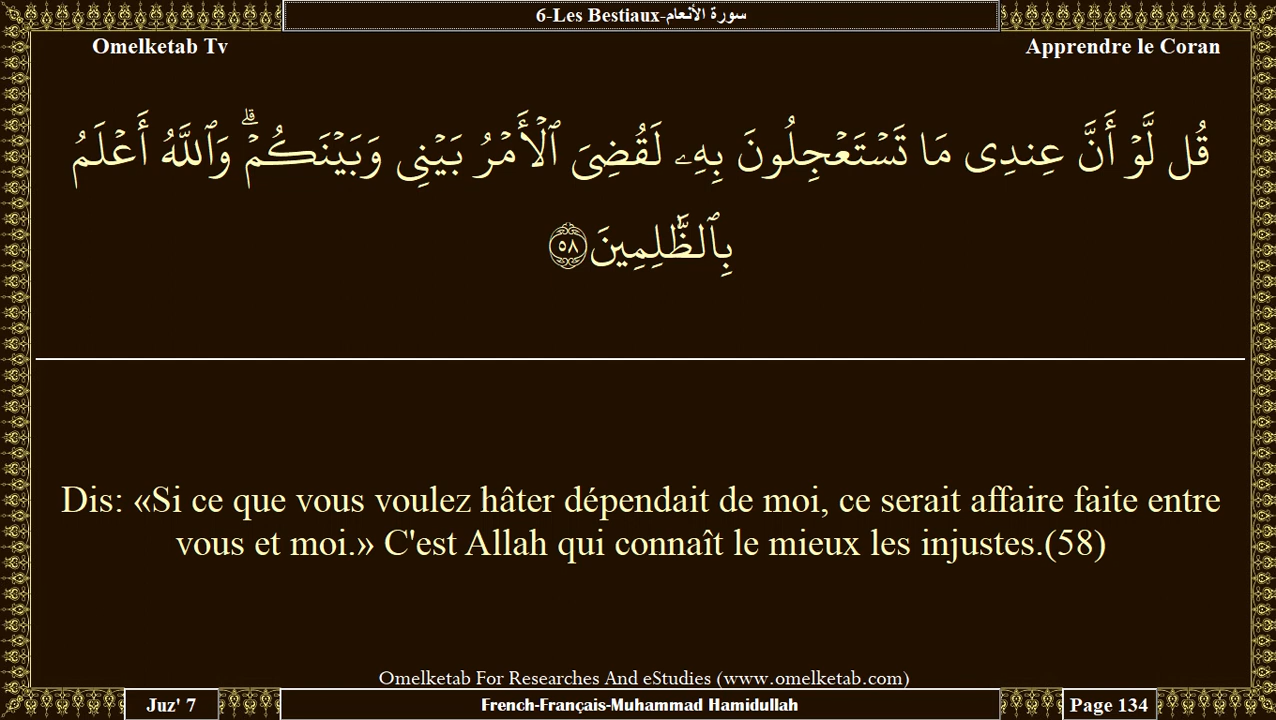 6-Les Bestiaux-سورة الأنعام
Omelketab Tv
Apprendre le Coran
قُل لَّوْ أَنَّ عِندِى مَا تَسْتَعْجِلُونَ بِهِۦ لَقُضِىَ ٱلْأَمْرُ بَيْنِى وَبَيْنَكُمْ ۗ وَٱللَّهُ أَعْلَمُ
بِٱلظَّٰلِمِينَ ٥٨
Dis: «Si ce que vous voulez hâter dépendait de moi, ce serait affaire faite entre
vous et moi.» C'est Allah qui connaît le mieux les injustes.(58)
Omelketab For Researches And eStudies (www.omelketab.com)
Juz' 7
French-Français-Muhammad Hamidullah
Page 134